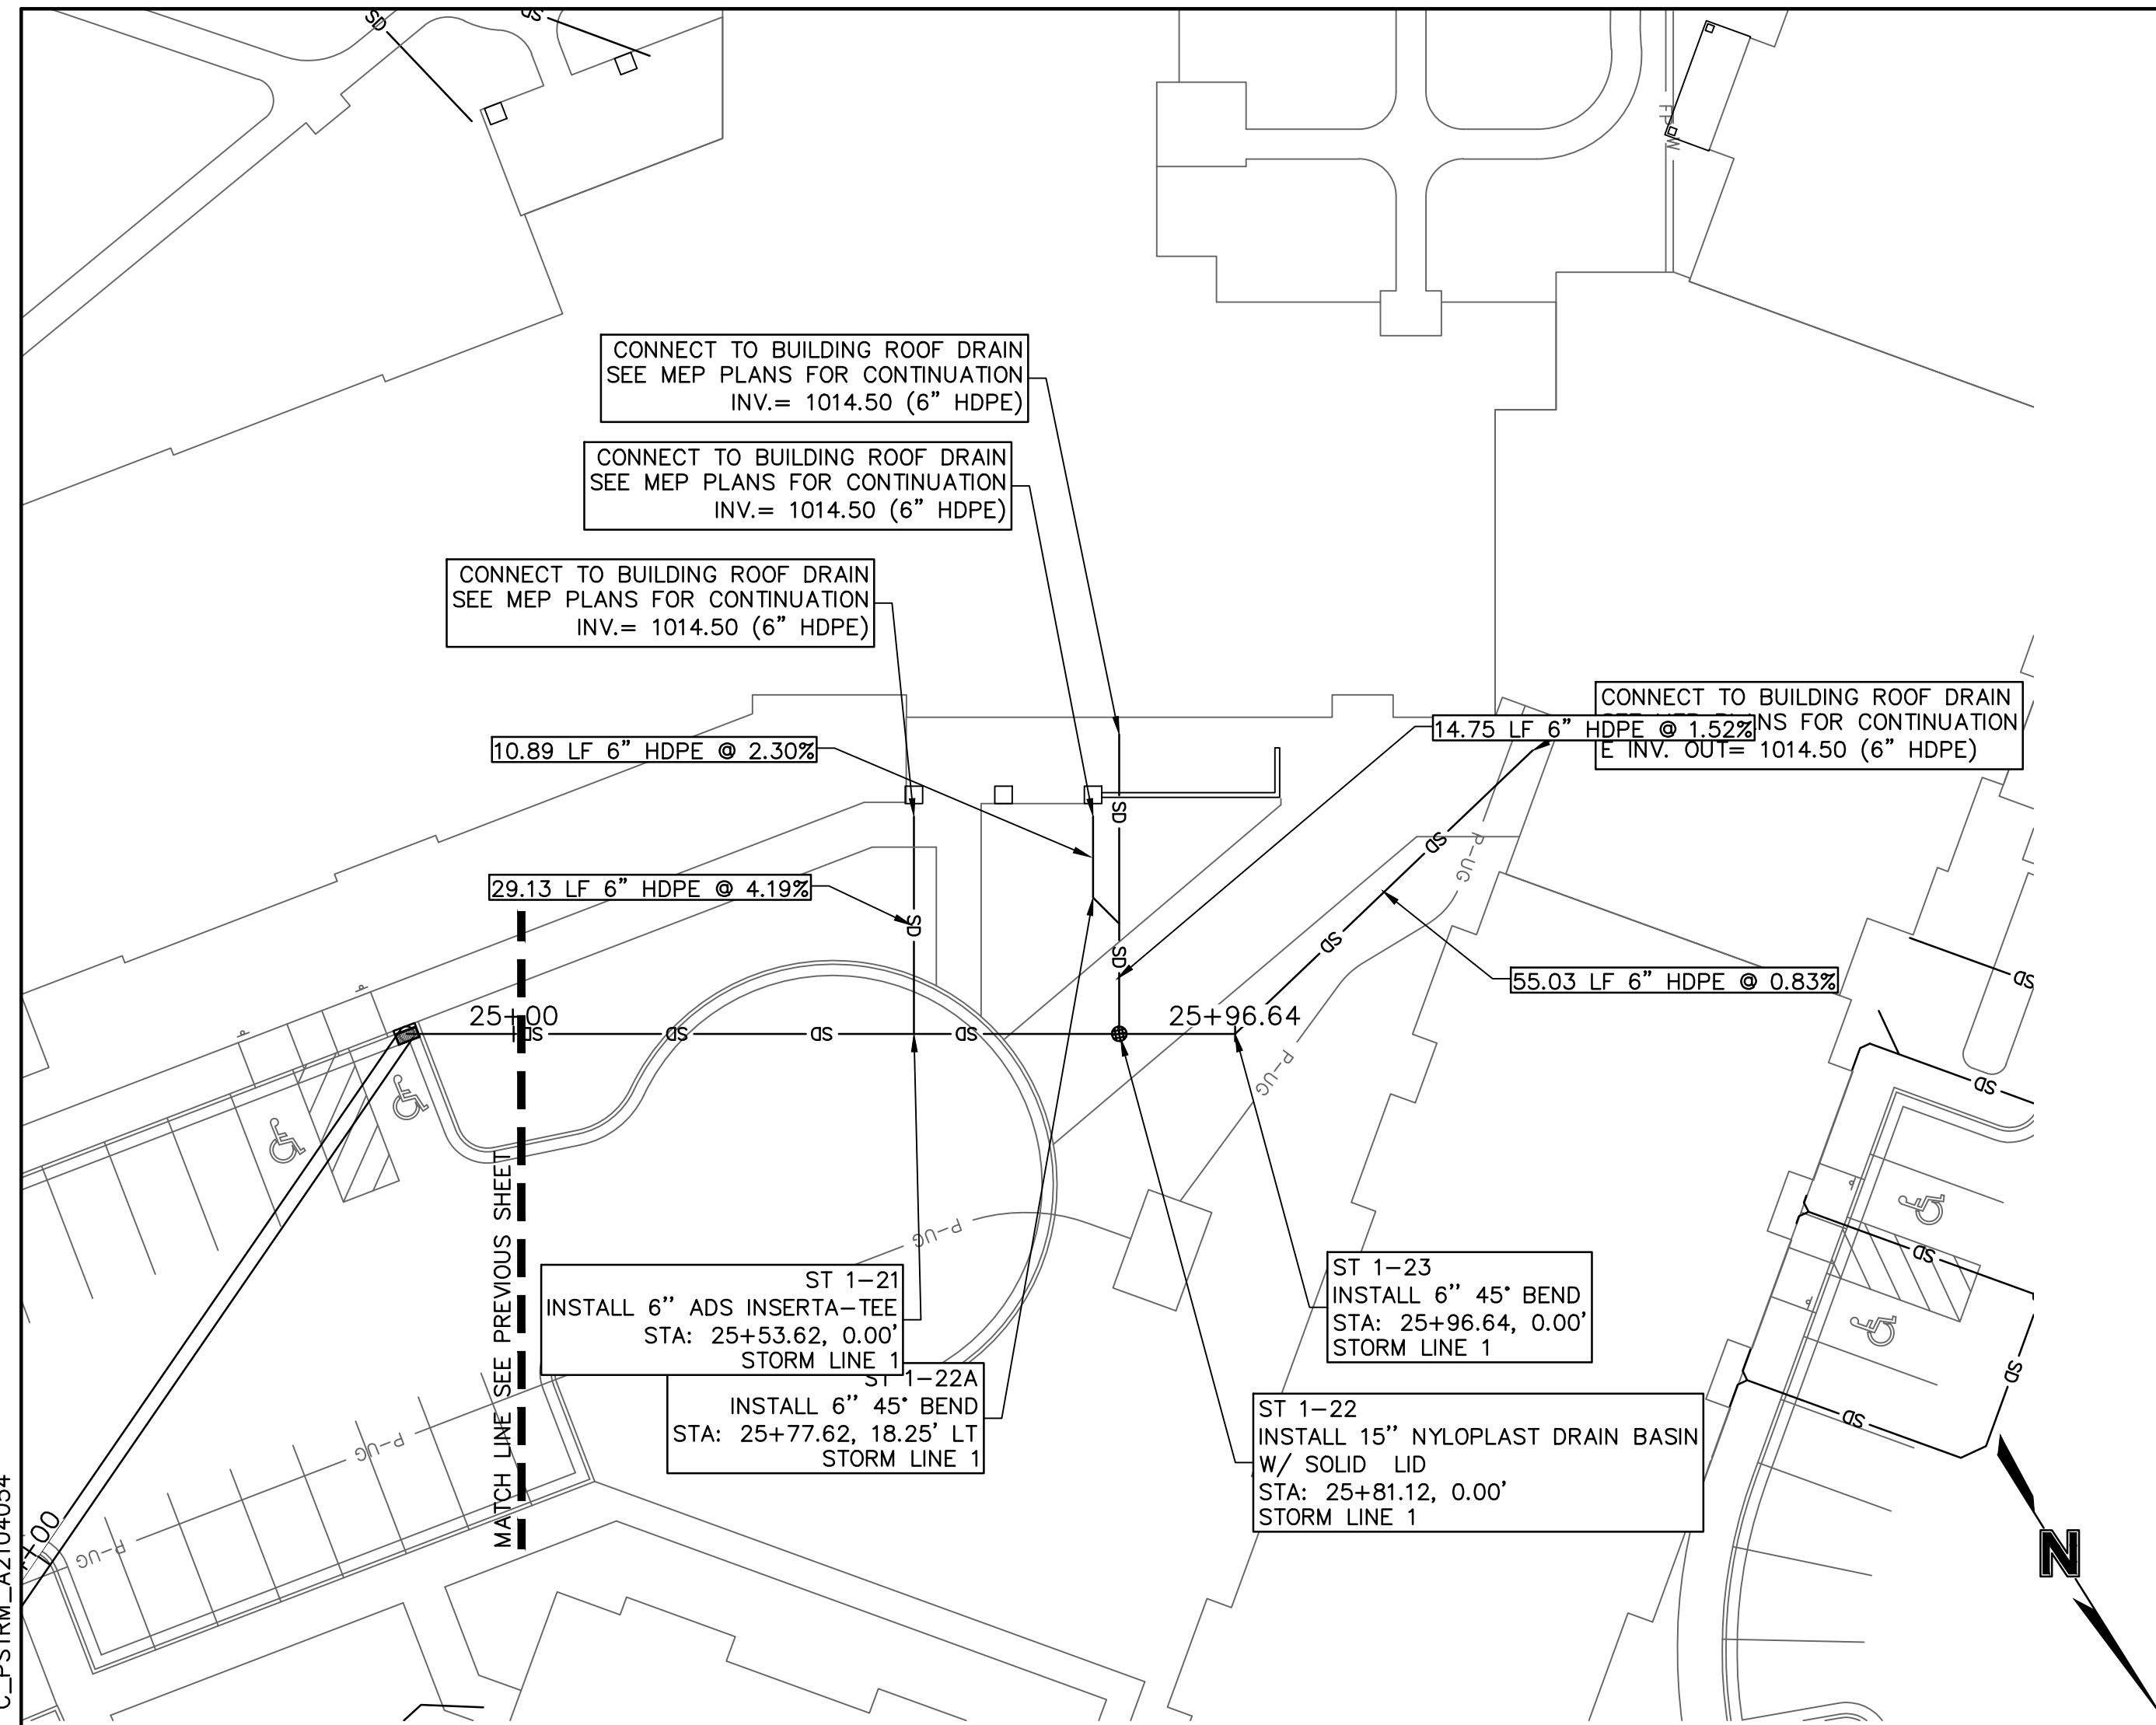 SD
SD
FP
W
CONNECT TO BUILDING ROOF DRAIN
SEE MEP PLANS FOR CONTINUATION
INV.= 1014.50 (6" HDPE)
CONNECT TO BUILDING ROOF DRAIN
SEE MEP PLANS FOR CONTINUATION
INV.= 1014.50 (6" HDPE)
CONNECT TO BUILDING ROOF DRAIN
SEE MEP PLANS FOR CONTINUATION
INV.= 1014.50 (6" HDPE)
CONNECT TO BUILDING ROOF DRAIN
FOR CONTINUATION
E INV. OUT= 1014.50 (6" HDPE)
14.75 LF 6" HDPE @ 1.52%
10.89 LF 6" HDPE @ 2.30%
SD
SD
P-UG
29.13 LF 6" HDPE @ 4.19%
SD
SD
SD
55.03 LF 6" HDPE @ 0.83%
SD
25+00
25+96.64
SD
SD
SD
SD
P-UG
SD
MATCH LINE SEE PREVIOUS SHEET
P-UG
SD
ST 1-21
INSTALL 6'' ADS INSERTA-TEE
STA: 25+53.62, 0.00'
STORM LINE 1
ST 1-23
INSTALL 6'' 45° BEND
STA: 25+96.64, 0.00'
STORM LINE 1
ST 1-22A
INSTALL 6'' 45° BEND
STA: 25+77.62, 18.25' LT
STORM LINE 1
SD
SD
ST 1-22
INSTALL 15'' NYLOPLAST DRAIN BASIN
W/ SOLID LID
STA: 25+81.12, 0.00'
STORM LINE 1
P-UG
P-UG
+00
N
C_PSTRM_A2104054